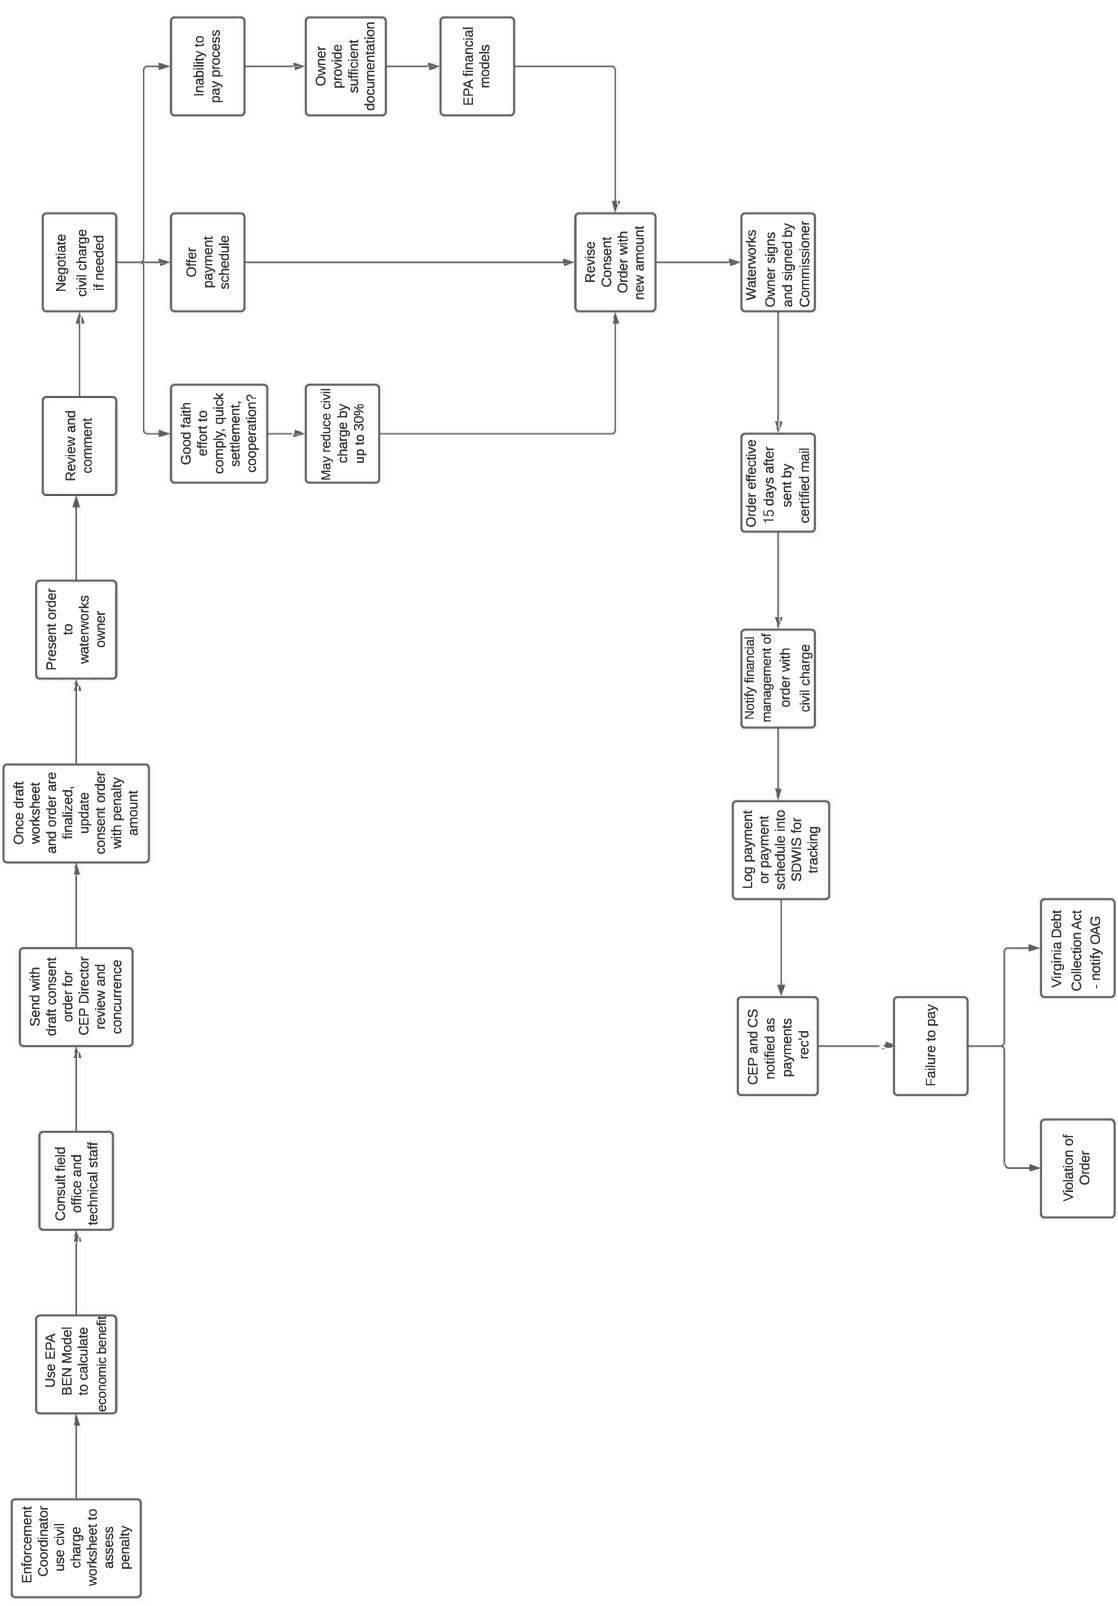 Enforcement
Coordinator
use civil
charge
worksheet to
assess
penalty
Use EPA
BEN Model
to calculate
economic benefit
Consult field
office and
technical staff
Send with
draft consent
order for
CEP Director
review and
concurrence
Once draft
worksheet
and order are
finalized,
update
consent order
with penalty
amount
Present order
to
waterworks
owner
Review and
comment
Negotiate
civil charge
if needed
Inability to
pay process
Owner
provide
sufficient
documentation
EPA financial
models
Offer
payment
schedule
Good faith
effort to
comply, quick
settlement,
cooperation?
May reduce civil
charge by
up to 30%
Revise
Consent
Order with
new amount
Waterworks
Owner signs
and signed by
Commissioner
Order effective
15 days after
sent by
certified mail
Notify financial
management of
order with
civil charge
Log payment
or payment
schedule into
SDWIS for
tracking
CEP and CS
notified as
payments
rec'd
Failure to pay
Violation of
Order
Virginia Debt
Collection Act
- notify OAG